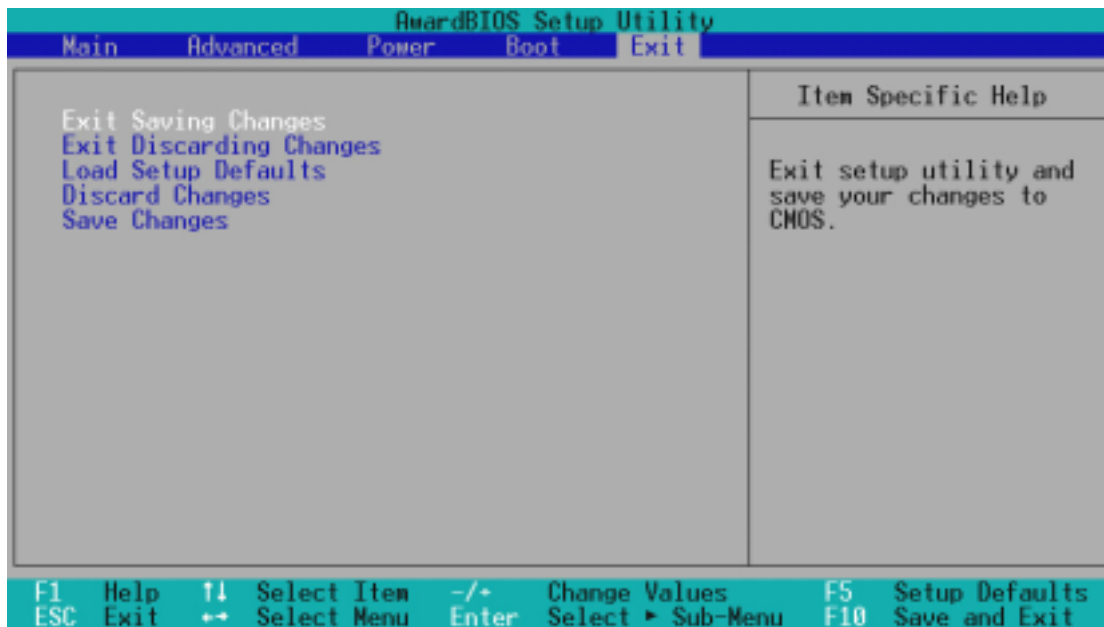 AwardBIOS Setup Utility
Main Advanced Power Boot Exit
Exit Saving Changes
Exit Discarding Changes
Load Setup Defaults
Discard Changes
Save Changes
Item Specific Help
Exit setup utility and
save your changes to
CMOS.
F1 Help ↑↓ Select Item -/+ Change Values F5 Setup Defaults
ESC Exit ←→ Select Menu Enter Select ► Sub-Menu F10 Save and Exit